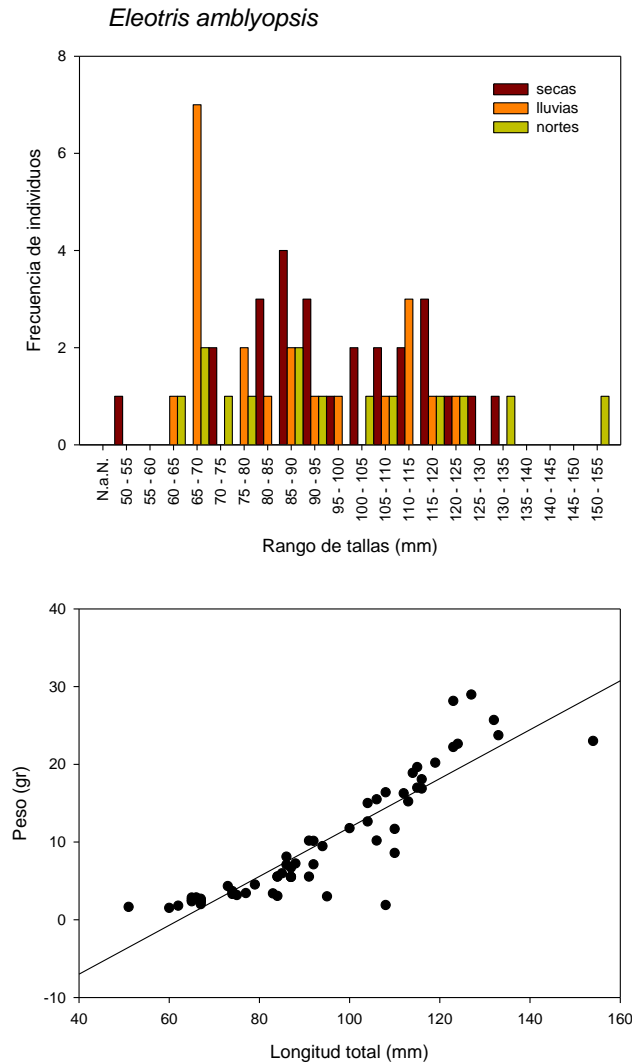 Eleotris amblyopsis
8
6
4
2
0
Frecuencia de individuos
secas
lluvias
nortes
N.a.N.
50 - 55
55 - 60
60 - 65
65 - 70
70 - 75
75 - 80
80 - 85
85 - 90
90 - 95
95 - 100
100 - 105
105 - 110
110 - 115
115 - 120
120 - 125
125 - 130
130 - 135
135 - 140
140 - 145
145 - 150
150 - 155
Rango de tallas (mm)
40
30
20
10
0
-10
Peso (gr)
40
60
80
100
120
140
160
Longitud total (mm)